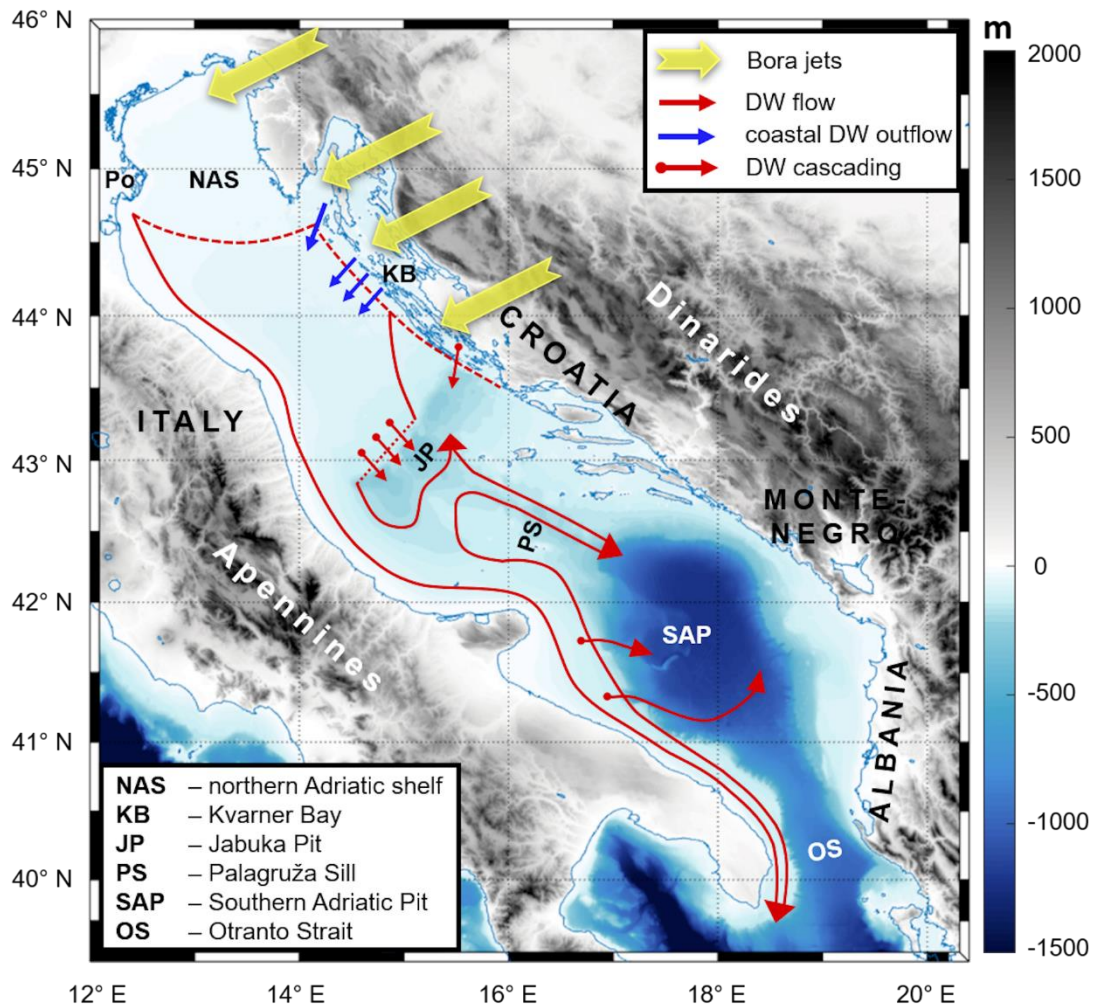 46° N
45° N
44° N
43° N
42° N
41° N
40° N
12° E
14° E
16° E
18° E
20° E
m
2000
1500
1000
500
0
-500
-1000
-1500
Bora jets
DW flow
coastal DW outflow
DW cascading
Po
NAS
KB
CROATIA
Dinarides
ITALY
JP
PS
MONTE-
NEGRO
Apennines
SAP
ALBANIA
OS
NAS – northern Adriatic shelf
KB – Kvarner Bay
JP – Jabuka Pit
PS – Palagruža Sill
SAP – Southern Adriatic Pit
OS – Otranto Strait